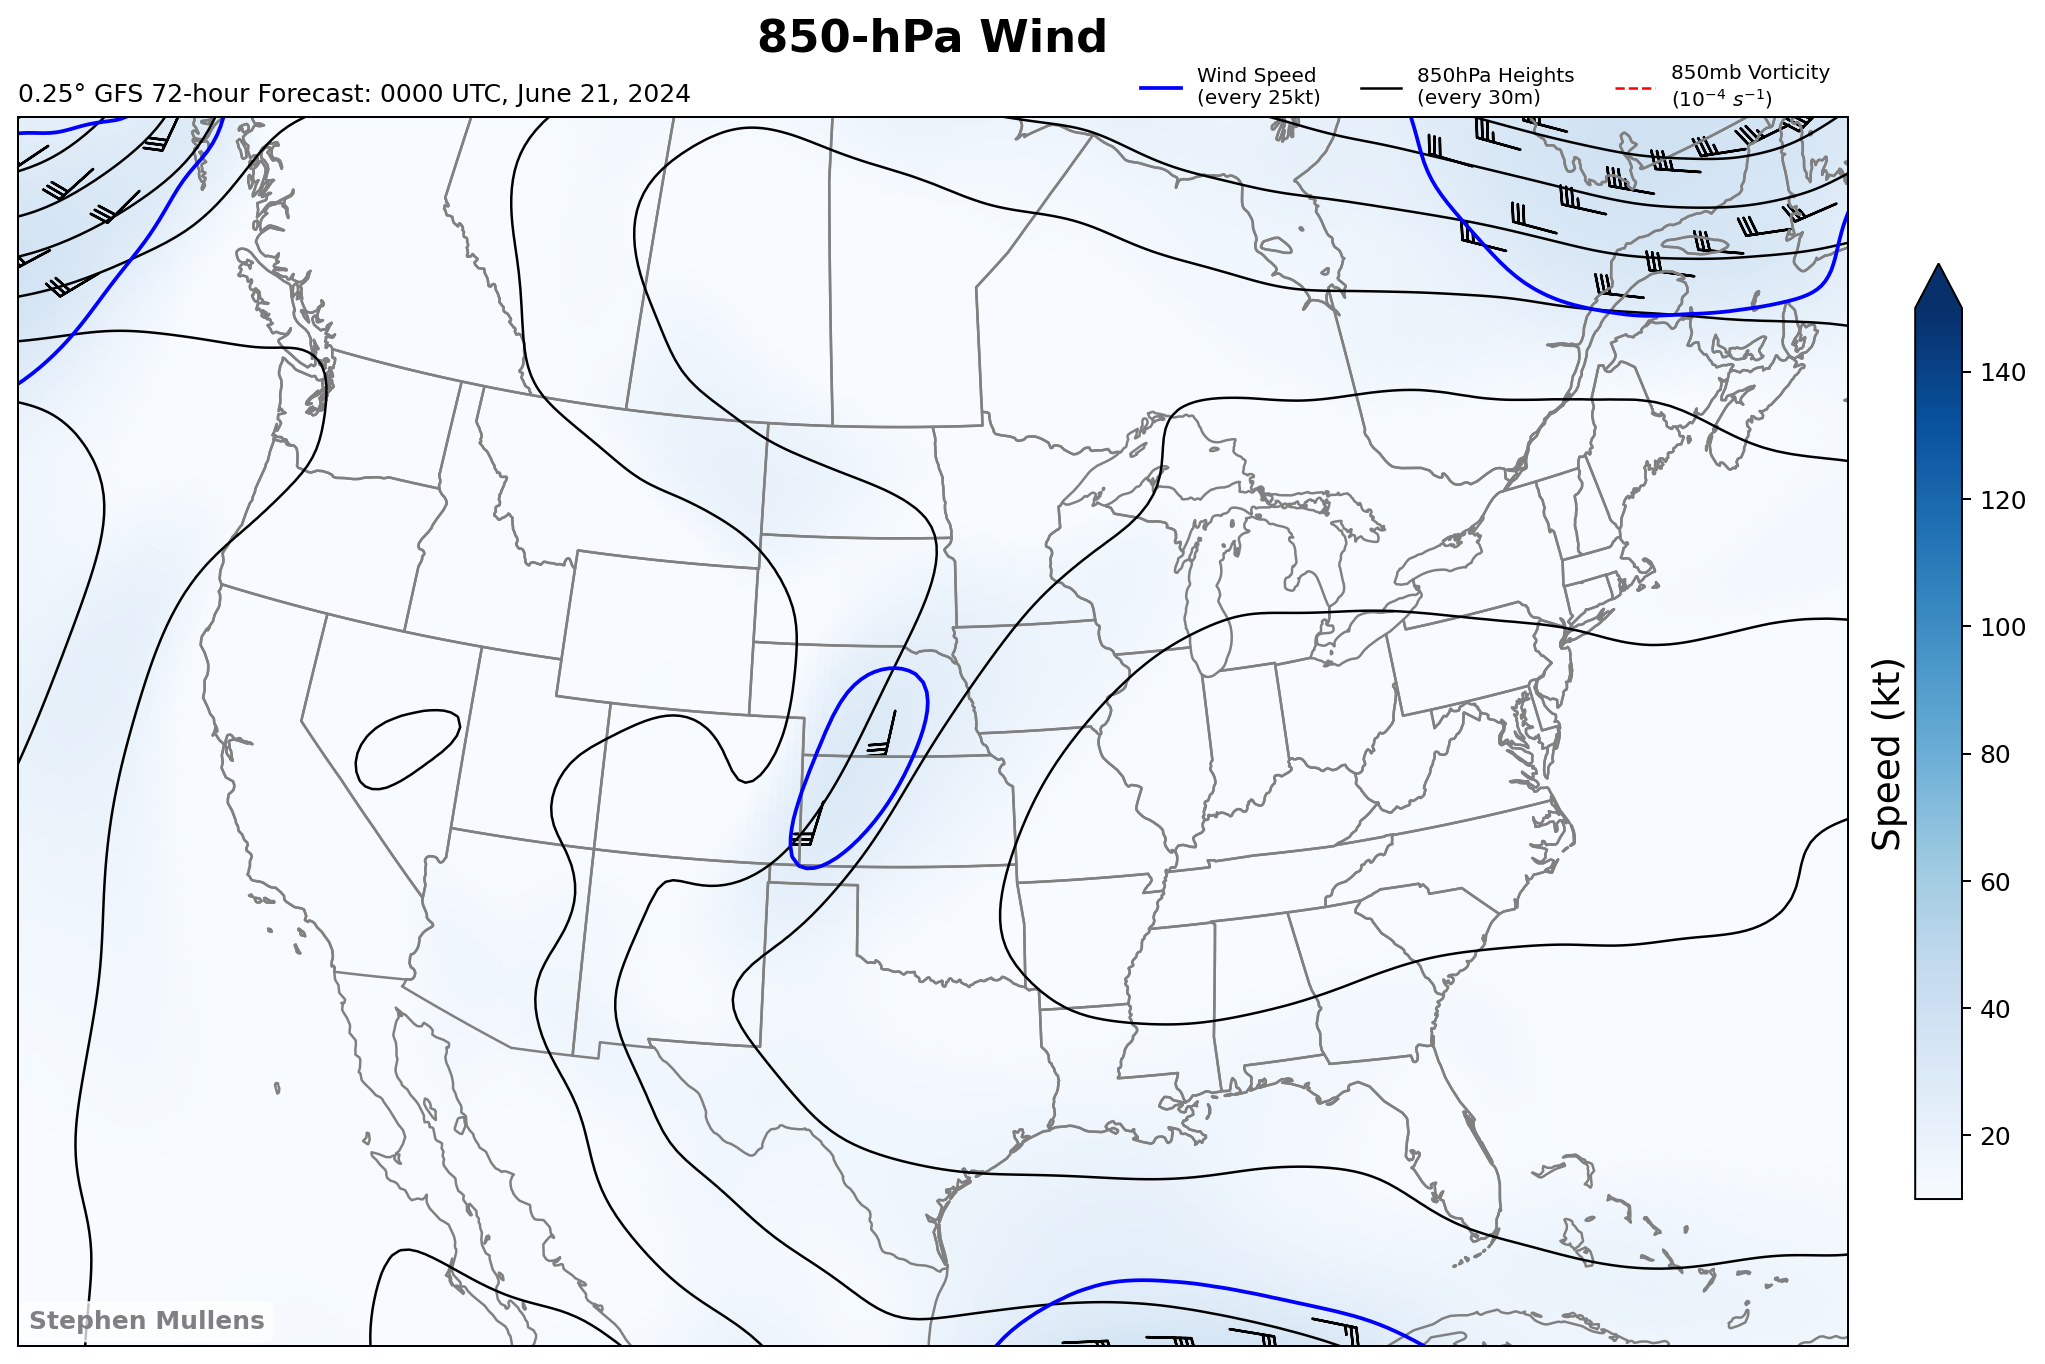 850-hPa Wind
0.25° GFS 72-hour Forecast: 0000 UTC, June 21, 2024
Wind Speed
(every 25kt)
850hPa Heights
(every 30m)
850mb Vorticity
(10⁻⁴ s⁻¹)
140
120
100
80
60
40
20
Speed (kt)
Stephen Mullens